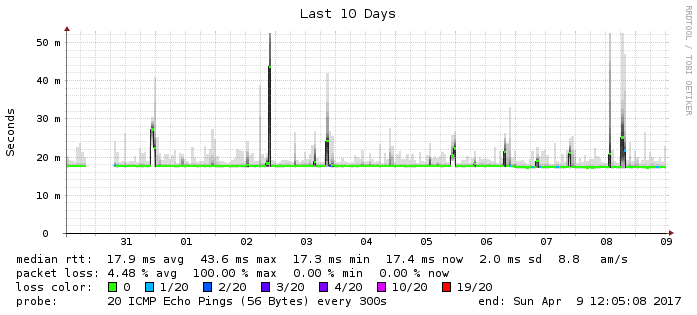 Last 10 Days
RRDTOOL / TOBI OETIKER
Seconds
50 m
40 m
30 m
20 m
10 m
0
31 01 02 03 04 05 06 07 08 09
median rtt: 17.9 ms avg 43.6 ms max 17.3 ms min 17.4 ms now 2.0 ms sd 8.8 am/s
packet loss: 4.48 % avg 100.00 % max 0.00 % min 0.00 % now
loss color: 0 1/20 2/20 3/20 4/20 10/20 19/20
probe: 20 ICMP Echo Pings (56 Bytes) every 300s end: Sun Apr 9 12:05:08 2017